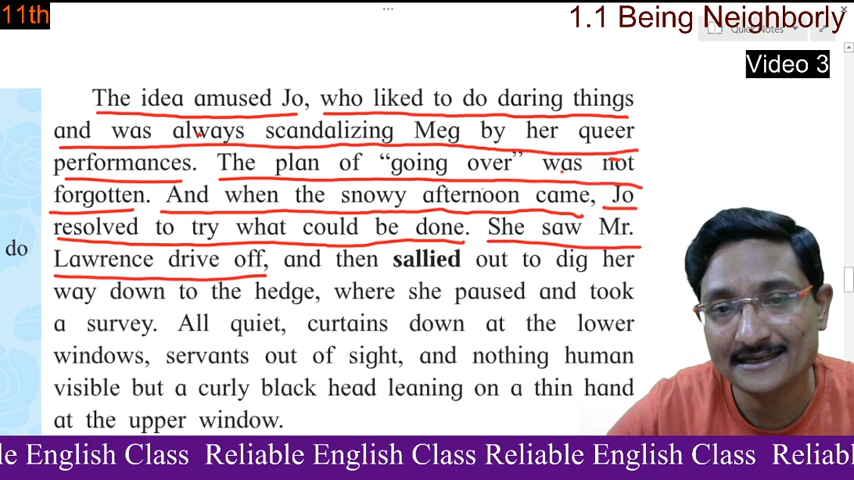 11th
1.1 Being Neighborly
Quick Notes
Video 3
The idea amused Jo, who liked to do daring things
and was always scandalizing Meg by her queer
performances. The plan of “going over” was not
forgotten. And when the snowy afternoon came, Jo
resolved to try what could be done. She saw Mr.
Lawrence drive off, and then sallied out to dig her
way down to the hedge, where she paused and took
a survey. All quiet, curtains down at the lower
windows, servants out of sight, and nothing human
visible but a curly black head leaning on a thin hand
at the upper window.
do
le English Class Reliable English Class Reliable English Class Reliabl